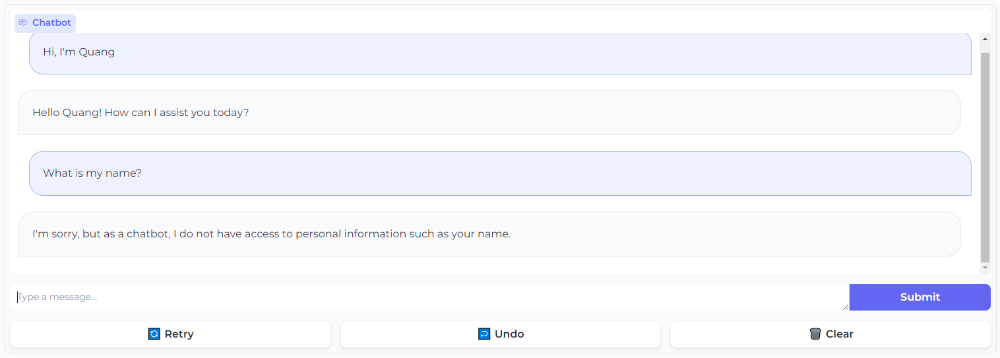 Chatbot
Hi, I'm Quang
Hello Quang! How can I assist you today?
What is my name?
I'm sorry, but as a chatbot, I do not have access to personal information such as your name.
Type a message...
Submit
Retry
Undo
Clear